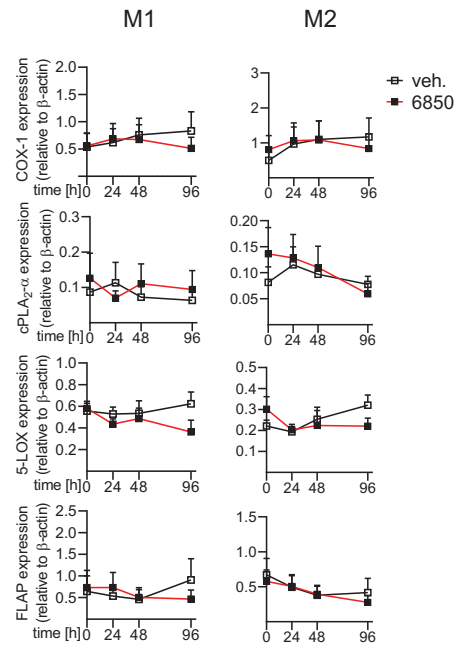 M1
M2
veh.
6850
COX-1 expression
(relative to β-actin)
2.0
1.5
1.0
0.5
time [h]
0 24 48 96
3
2
1
0 24 48 96
cPLA₂-α expression
(relative to β-actin)
0.3
0.2
0.1
time [h]
0 24 48 96
0.20
0.15
0.10
0.05
0 24 48 96
5-LOX expression
(relative to β-actin)
1.0
0.8
0.6
0.4
0.2
time [h]
0 24 48 96
0.5
0.4
0.3
0.2
0.1
0 24 48 96
FLAP expression
(relative to β-actin)
2.5
2.0
1.5
1.0
0.5
time [h]
0 24 48 96
1.5
1.0
0.5
0 24 48 96